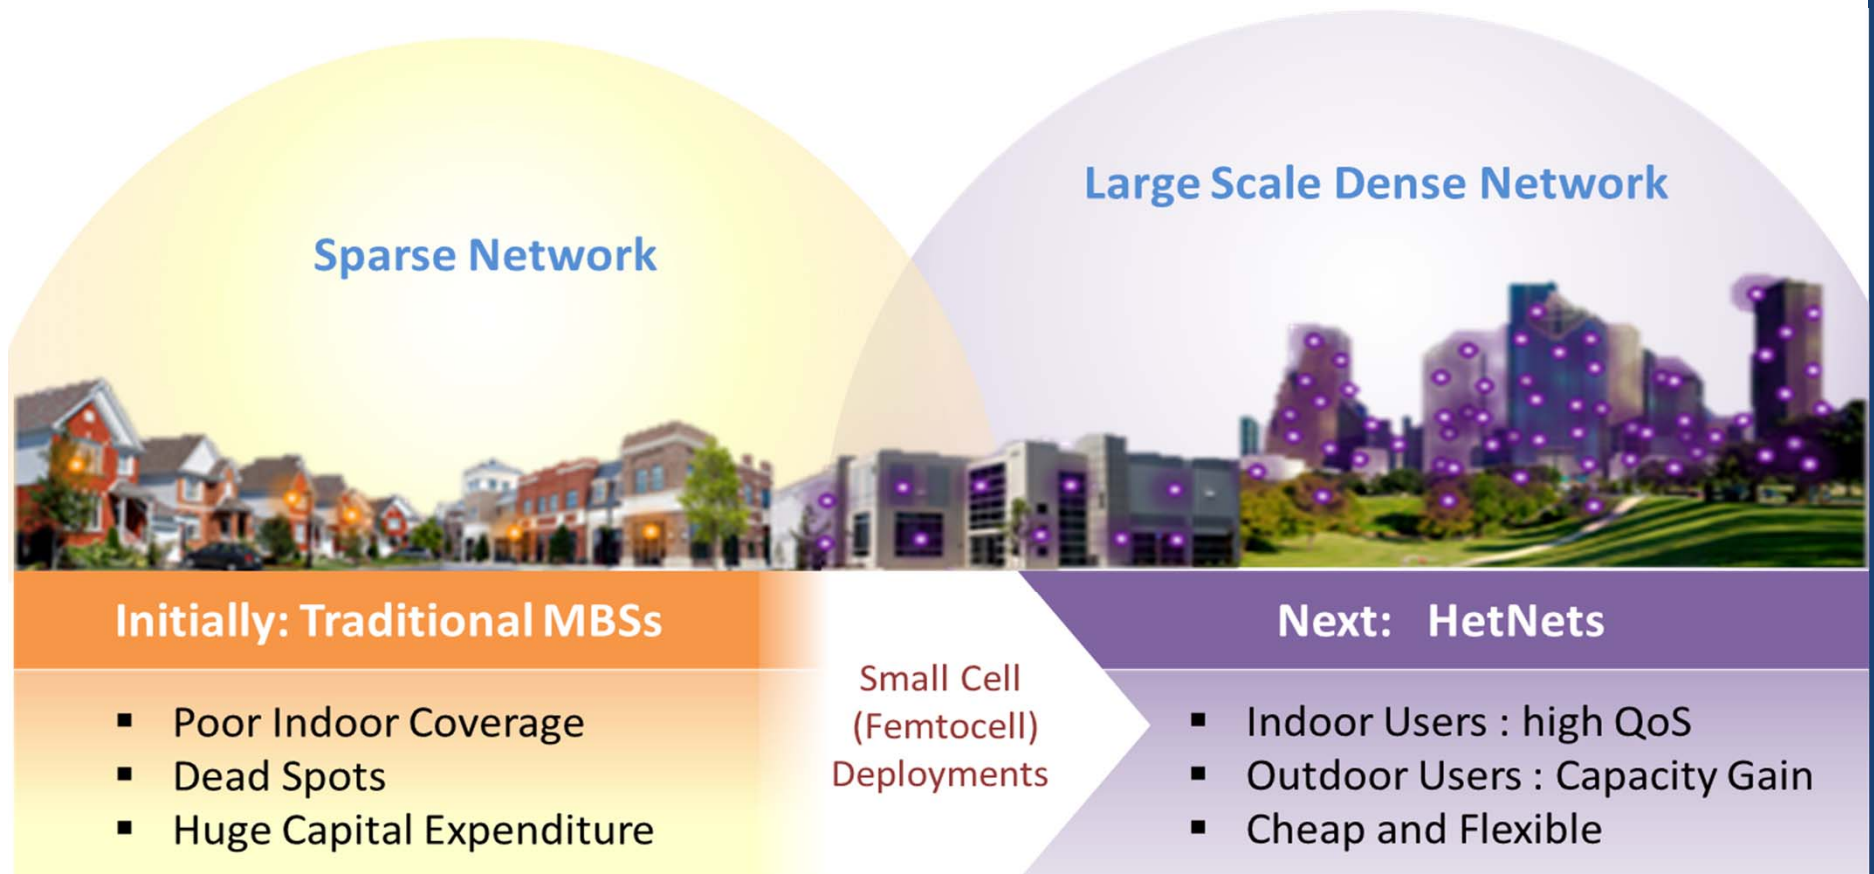 Sparse Network
Large Scale Dense Network
Initially: Traditional MBSs
▪ Poor Indoor Coverage
▪ Dead Spots
▪ Huge Capital Expenditure
Small Cell
(Femtocell)
Deployments
Next: HetNets
▪ Indoor Users : high QoS
▪ Outdoor Users : Capacity Gain
▪ Cheap and Flexible